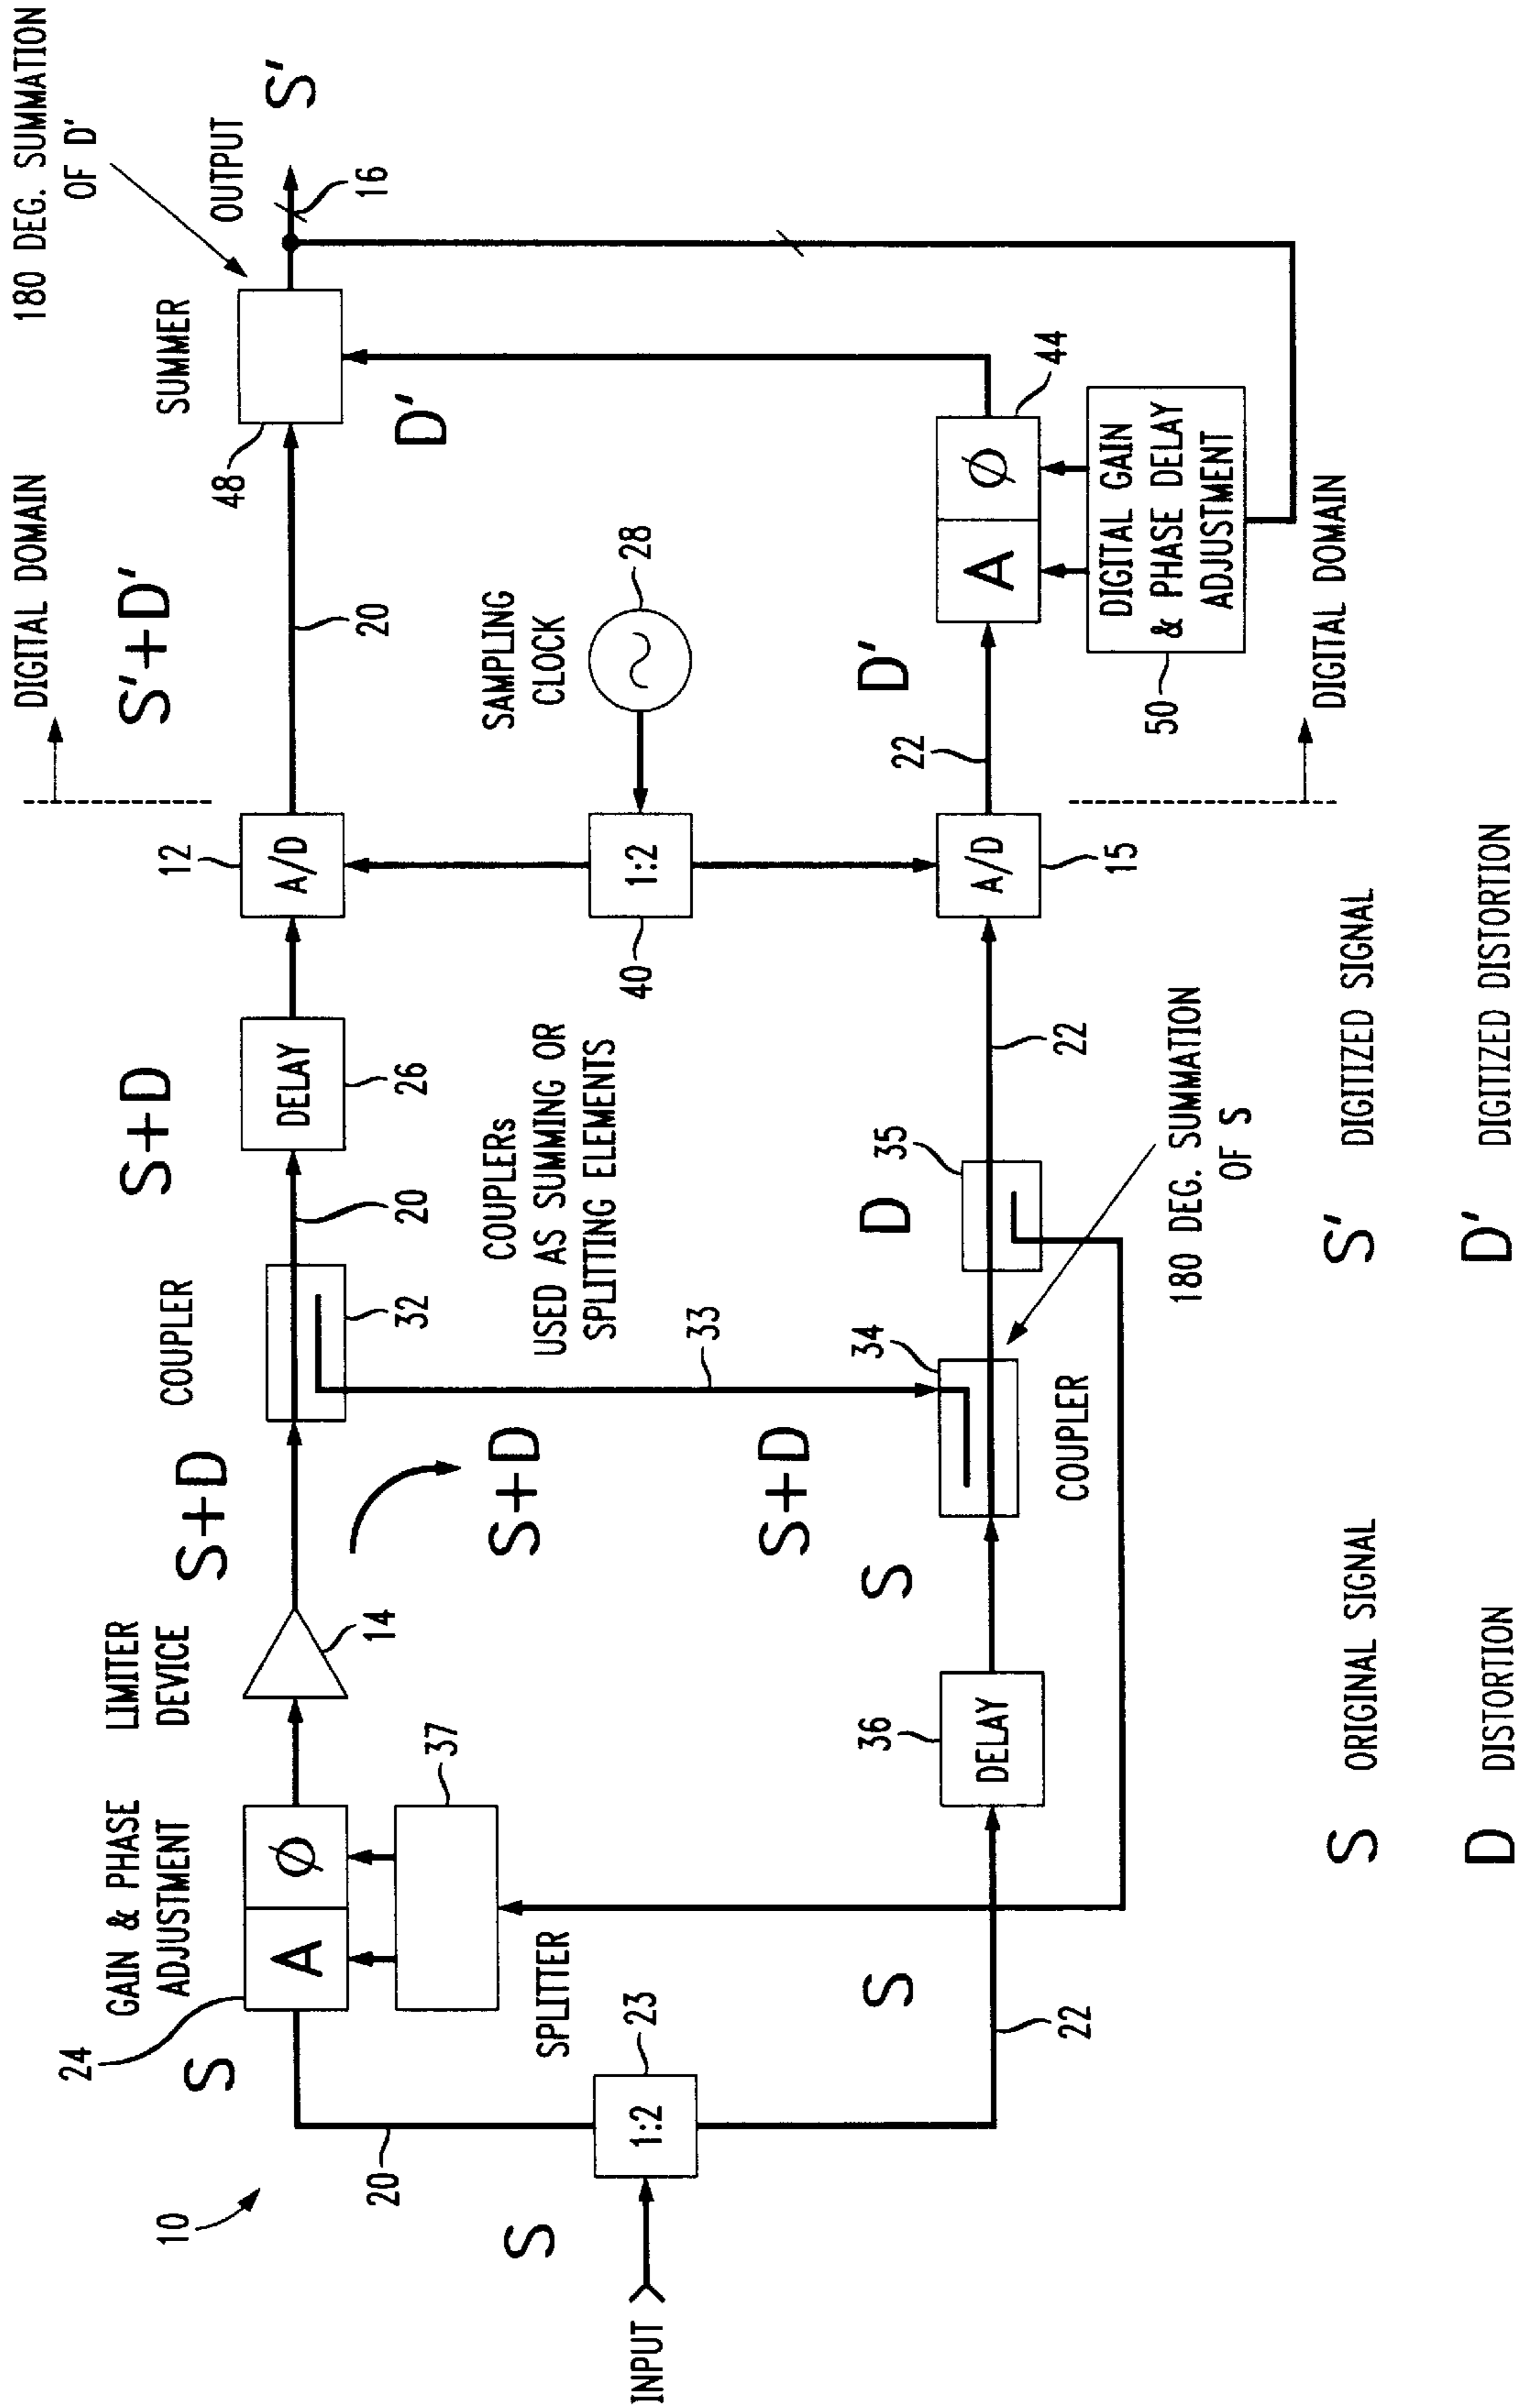 10
24
GAIN & PHASE
ADJUSTMENT
LIMITER
DEVICE
14
COUPLER
32
DELAY
26
A/D
12
DIGITAL DOMAIN
SUMMER
48
180 DEG. SUMMATION
OF D'
OUTPUT
16
S'
S
A
Ø
S+D
S+D
S'+D'
20
20
20
37
SPLITTER
23
1:2
INPUT
S
S+D
33
S+D
COUPLERs
USED AS SUMMING OR
SPLITTING ELEMENTS
SAMPLING
CLOCK
28
1:2
40
D'
S
22
36
DELAY
S
34
COUPLER
35
D
180 DEG. SUMMATION
OF S
22
A/D
15
22
D'
A
Ø
44
DIGITAL GAIN
& PHASE DELAY
ADJUSTMENT
50
DIGITAL DOMAIN
S ORIGINAL SIGNAL
S' DIGITIZED SIGNAL
D DISTORTION
D' DIGITIZED DISTORTION